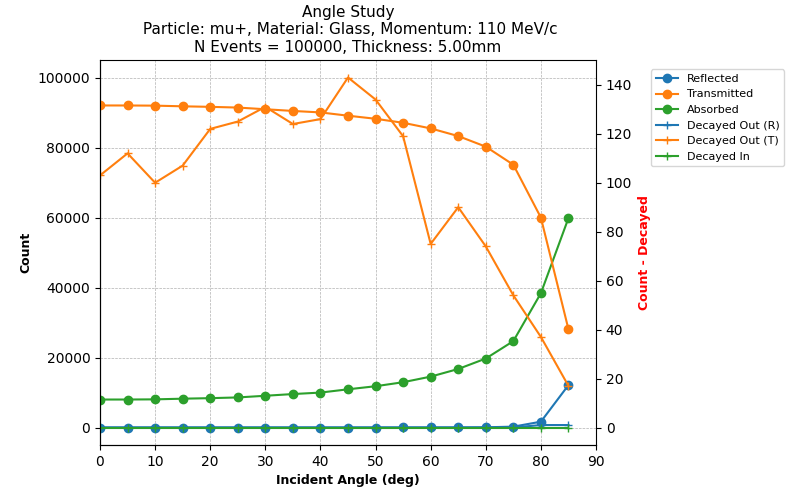 Angle Study
Particle: mu+, Material: Glass, Momentum: 110 MeV/c
N Events = 100000, Thickness: 5.00mm
100000
80000
60000
40000
20000
0
Count
140
120
100
80
60
40
20
0
Count - Decayed
0 10 20 30 40 50 60 70 80 90
Incident Angle (deg)
Reflected
Transmitted
Absorbed
Decayed Out (R)
Decayed Out (T)
Decayed In